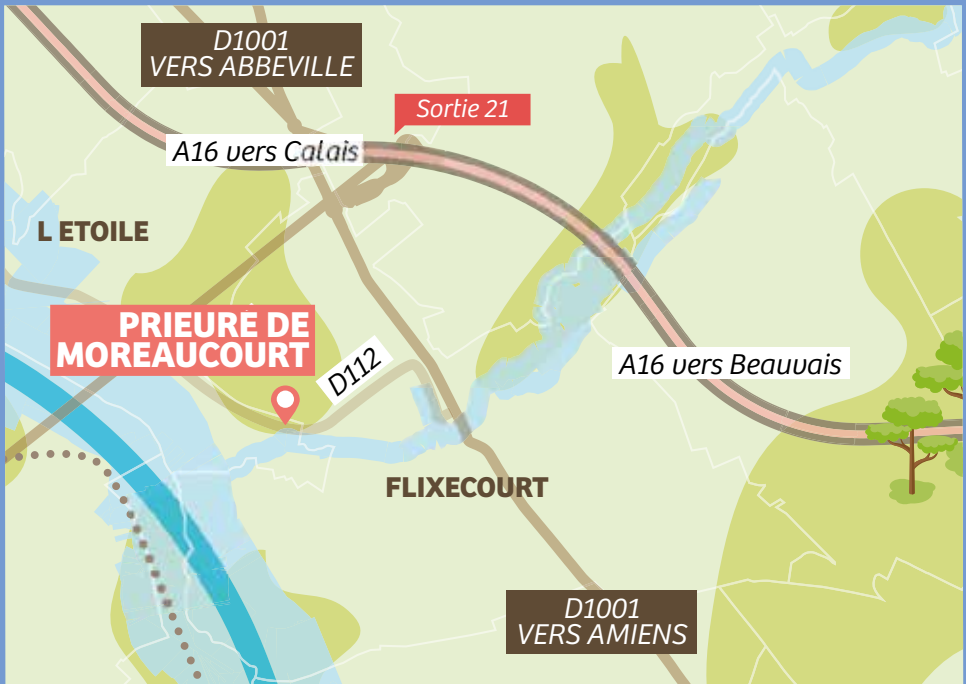 D1001
VERS ABBEVILLE
Sortie 21
A16 vers Calais
L ETOILE
PRIEURÉ DE
MOREAUCOURT
D112
A16 vers Beauvais
FLIXECOURT
D1001
VERS AMIENS